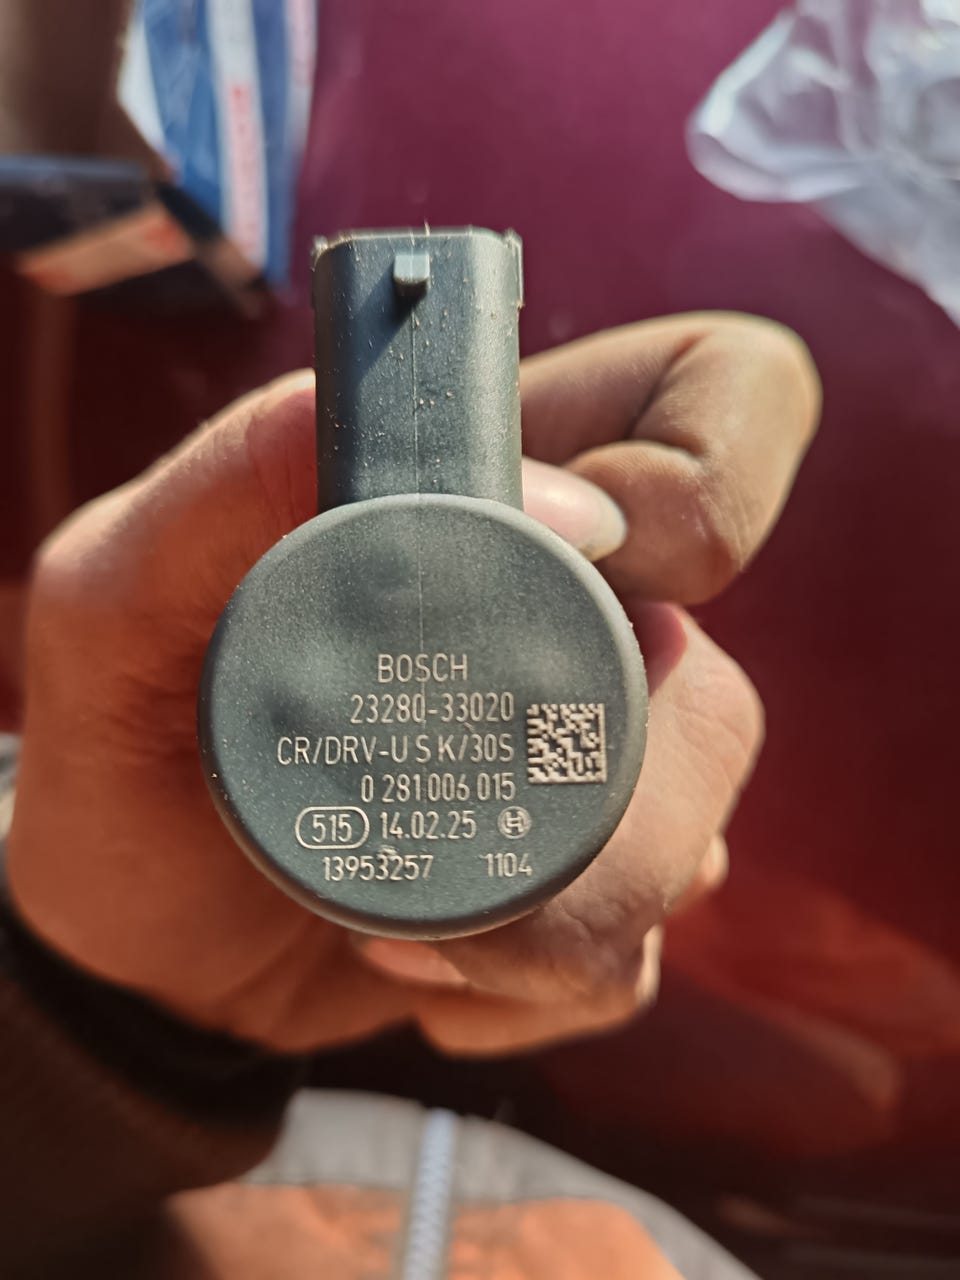 BOSCH
23280-33020
CR/DRV-U S K/30S
0 281 006 015
515 14.02.25
13953257 1104